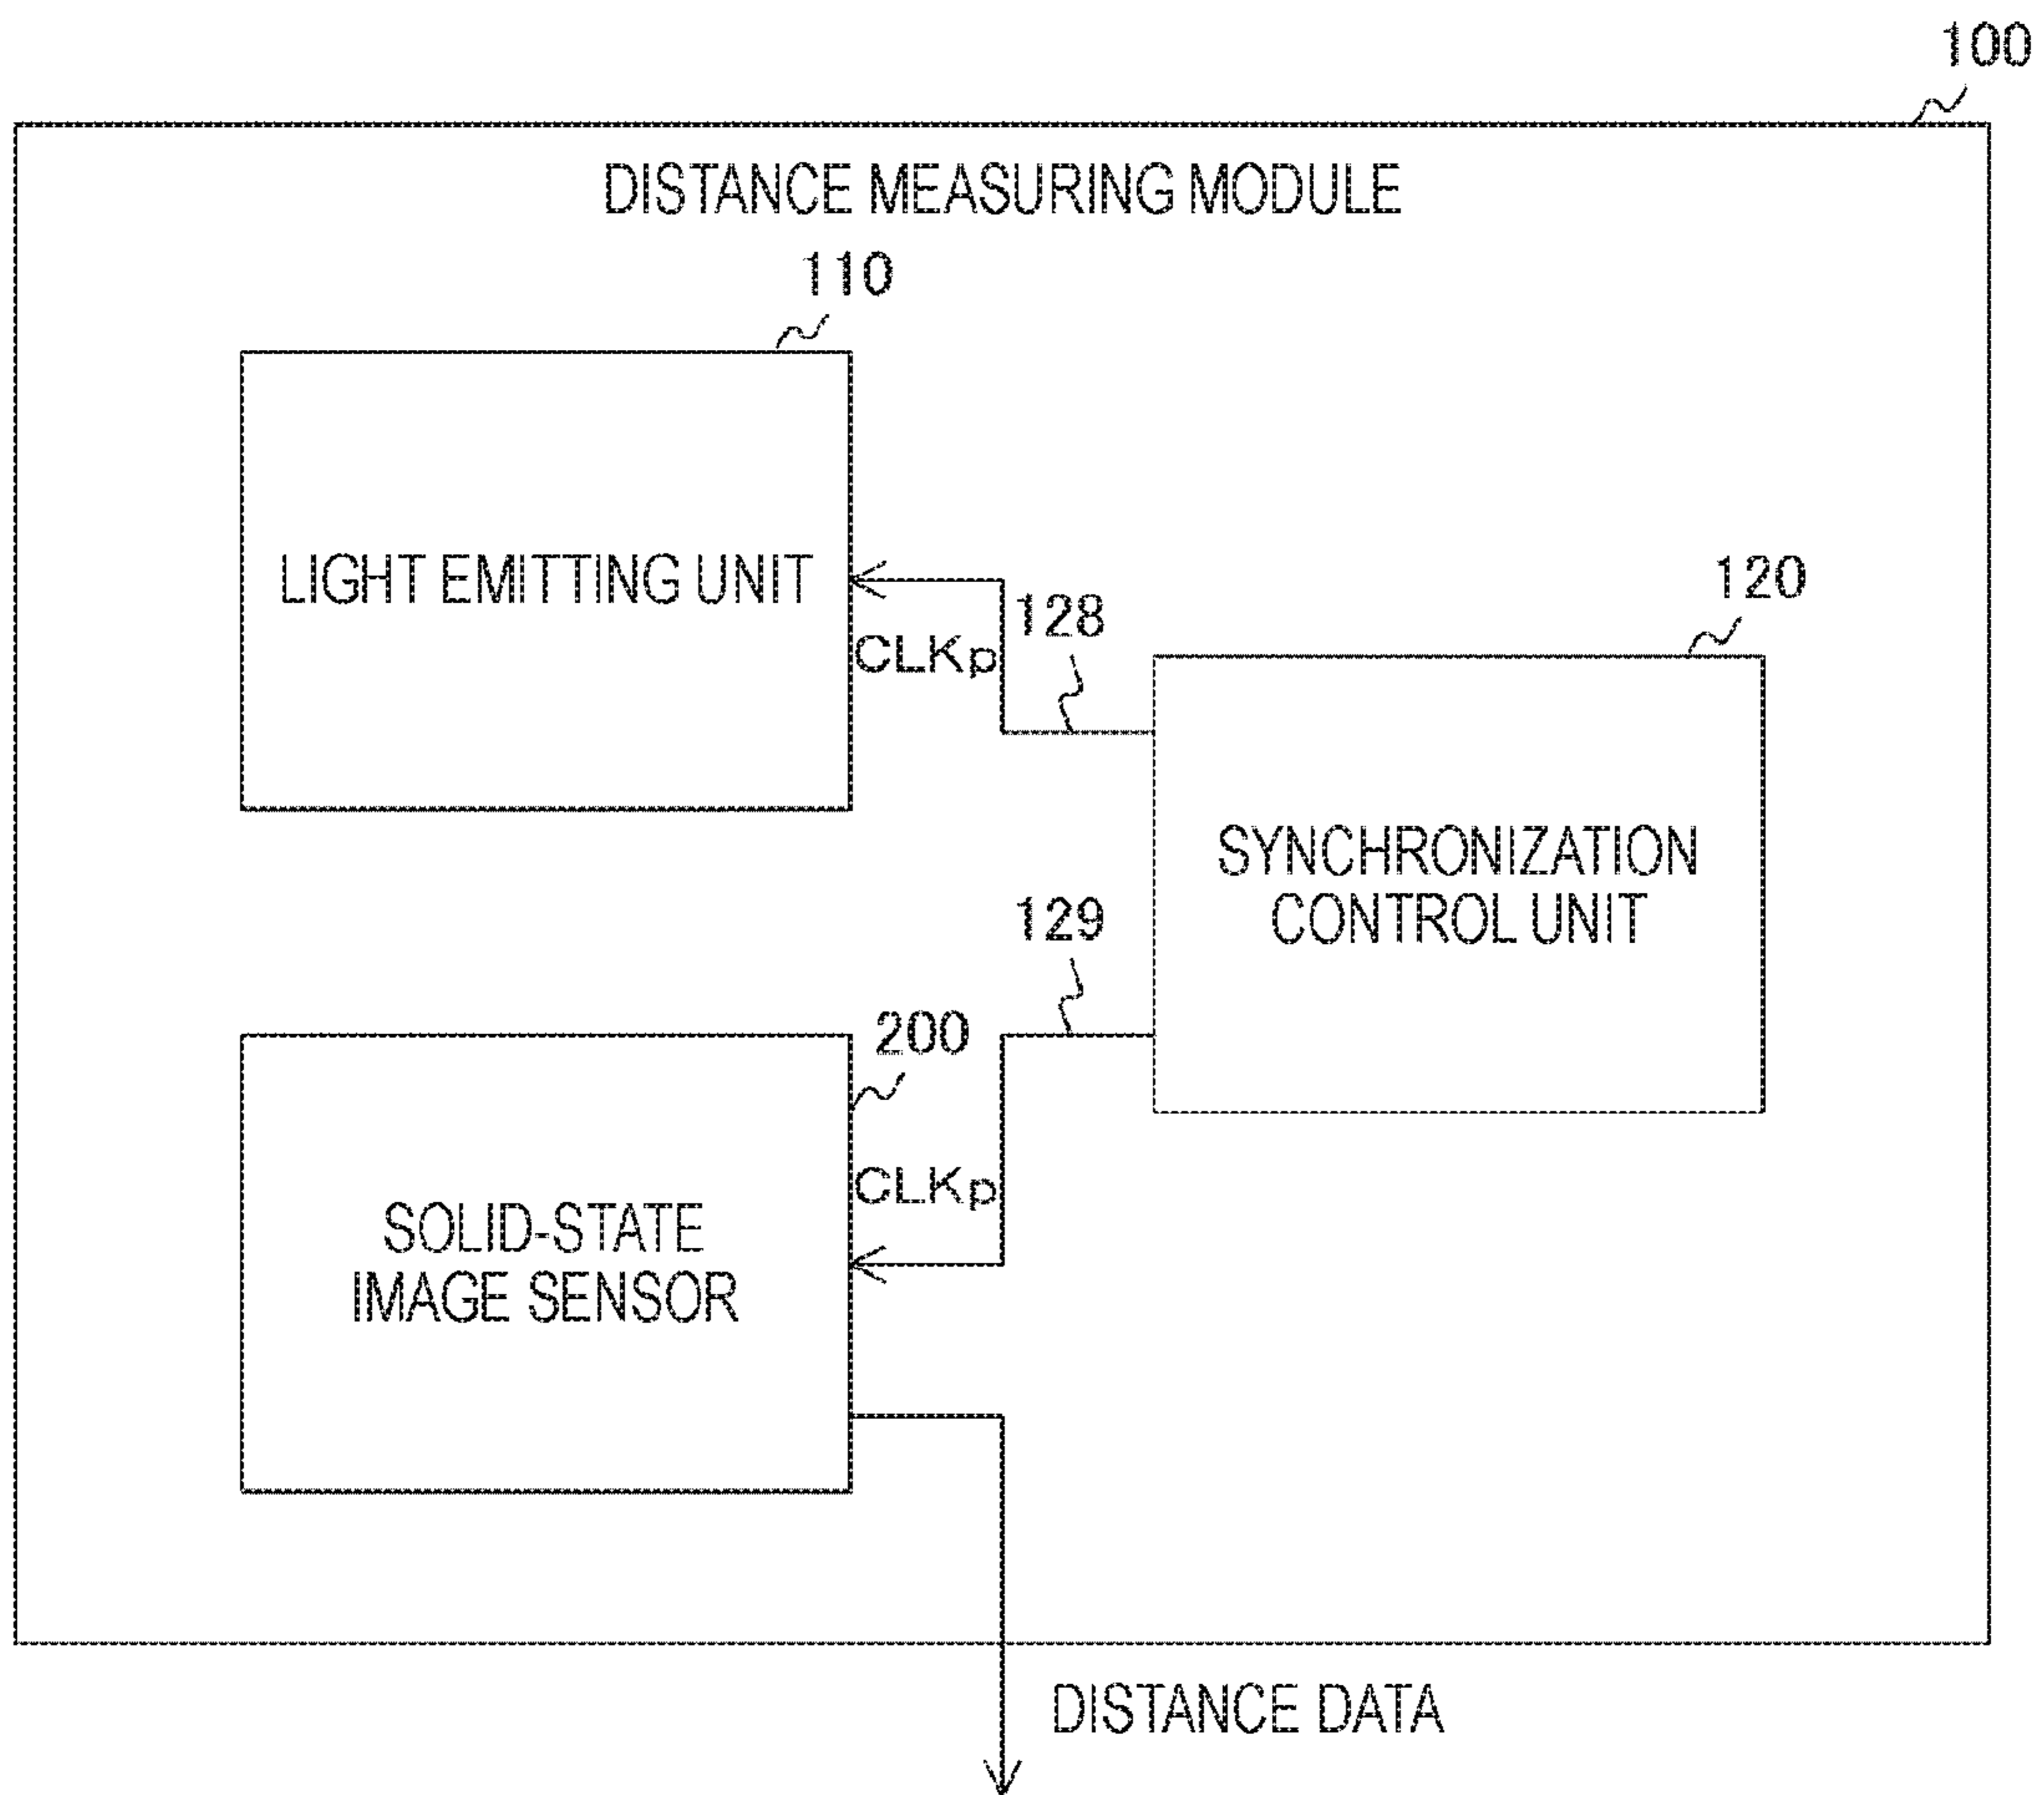 100
DISTANCE MEASURING MODULE
110
LIGHT EMITTING UNIT
128
CLKp
120
SYNCHRONIZATION
CONTROL UNIT
129
200
CLKp
SOLID-STATE
IMAGE SENSOR
DISTANCE DATA